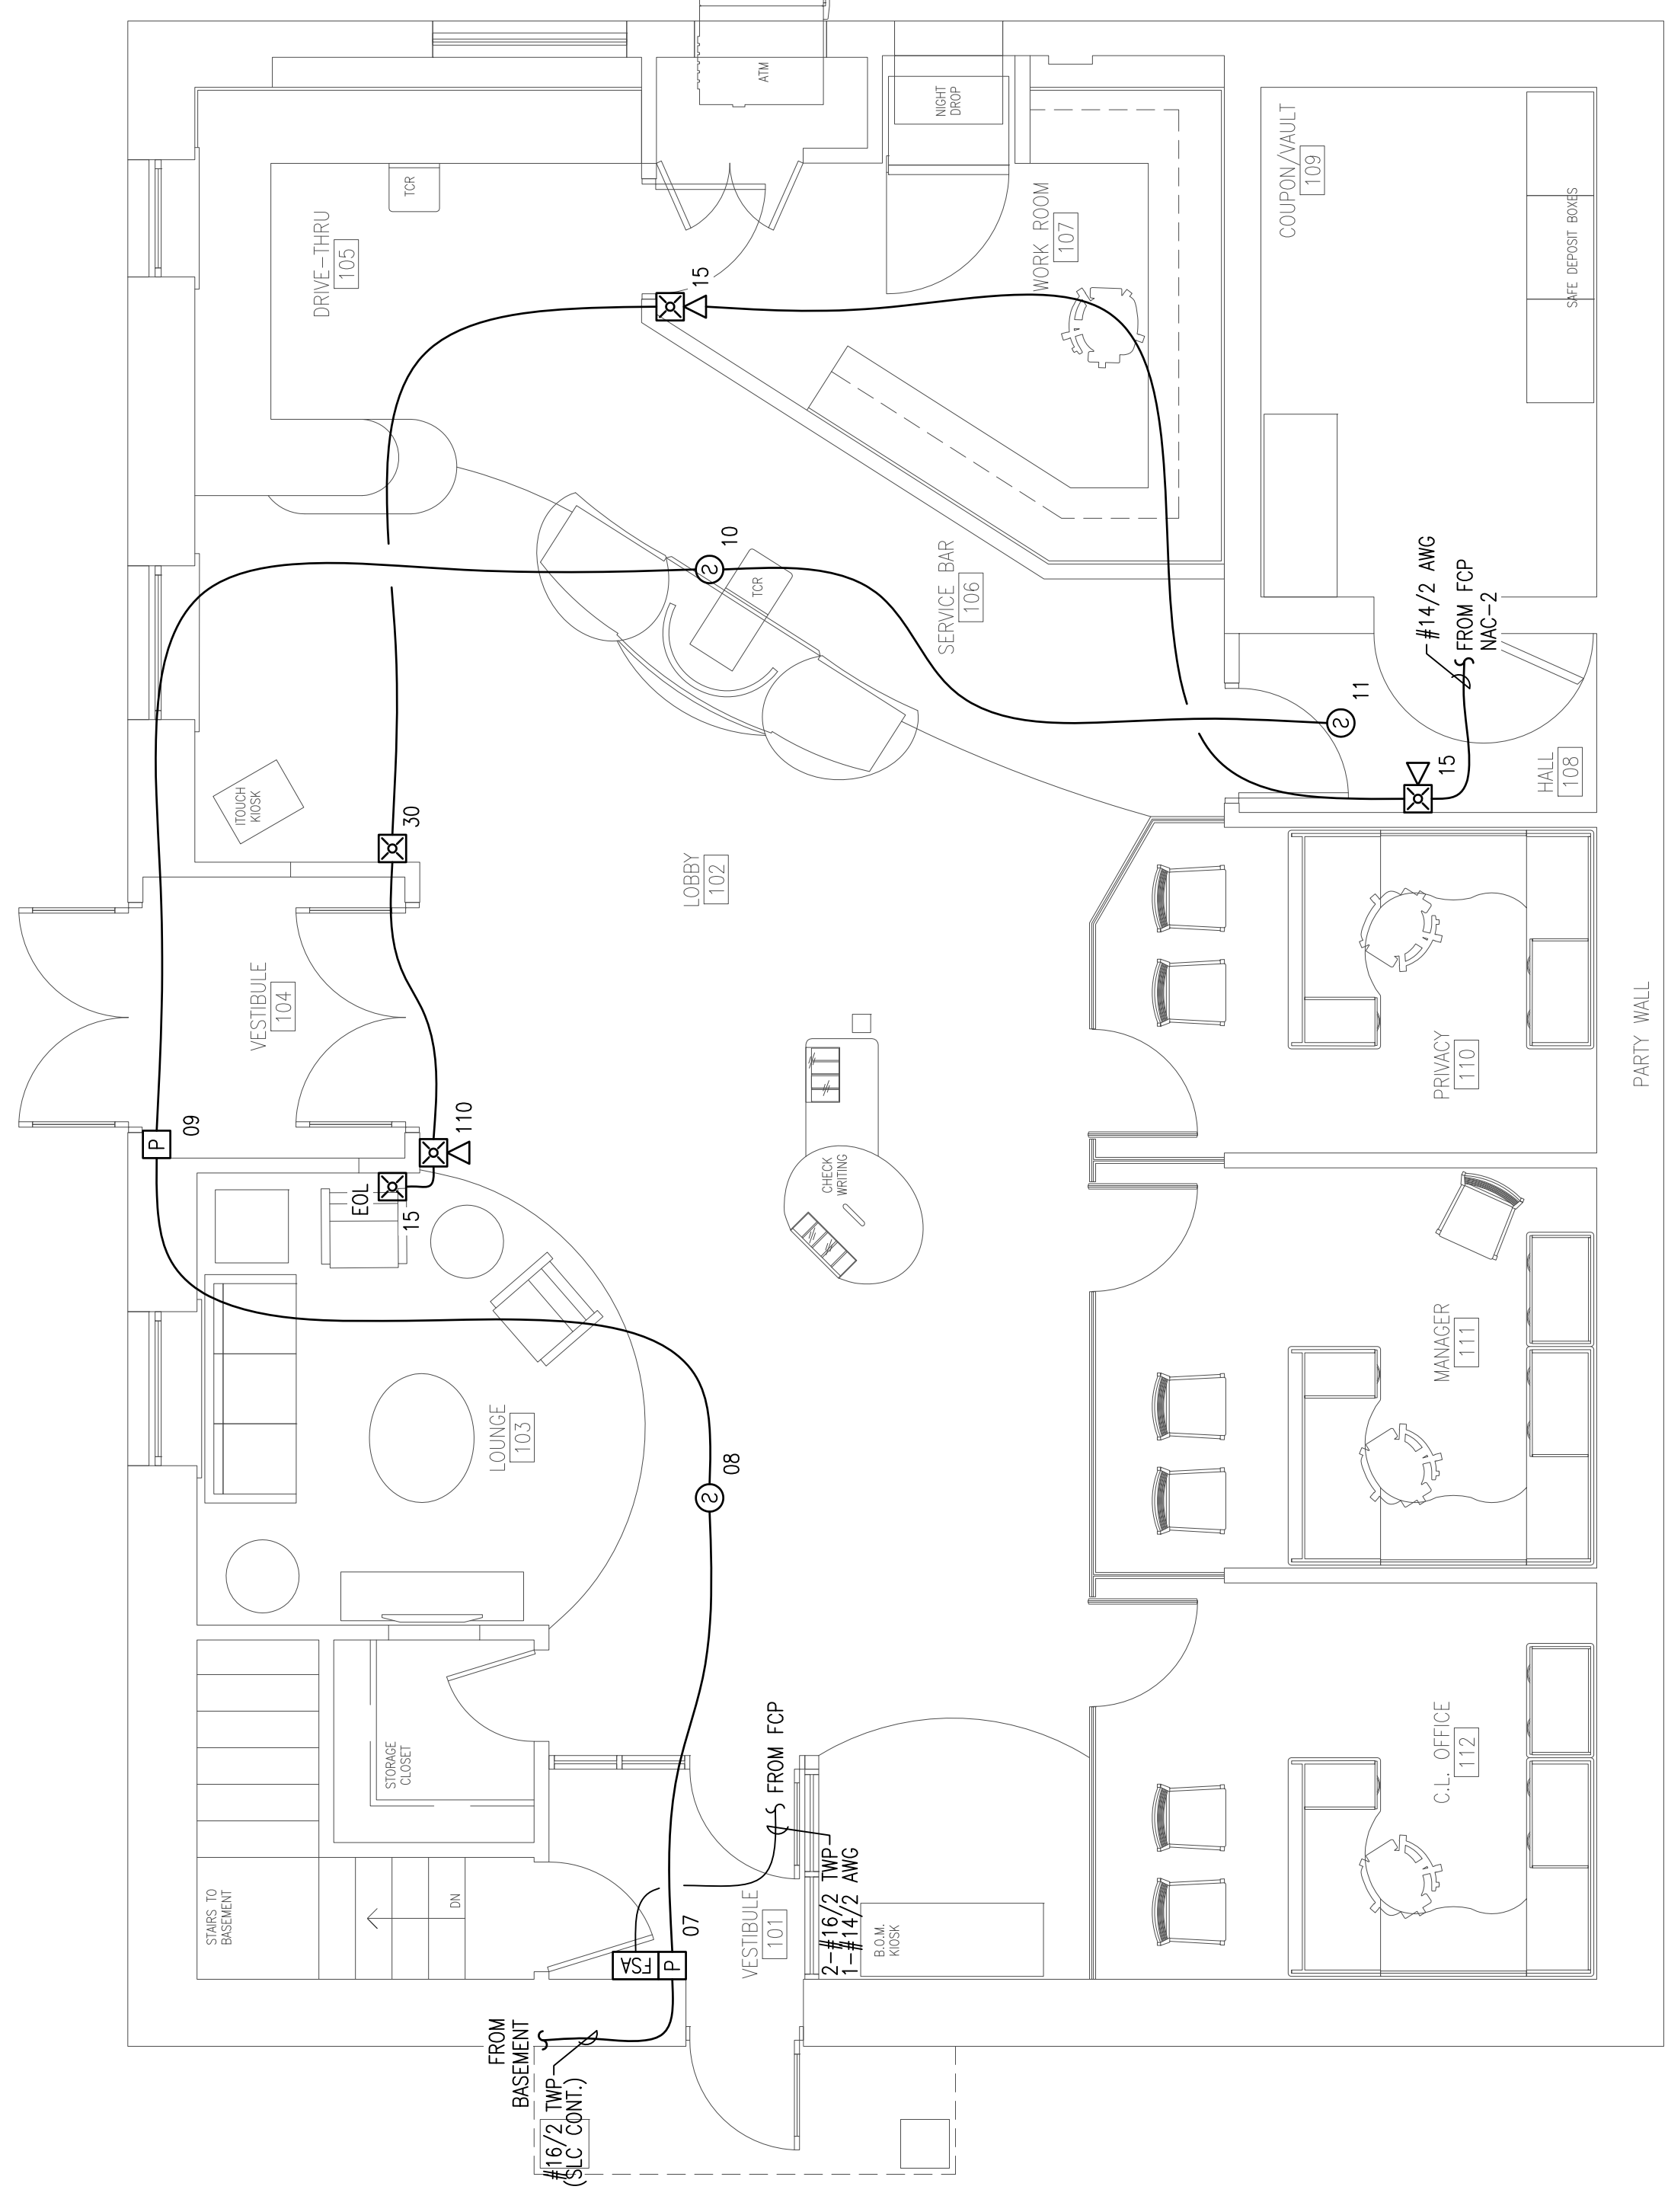 ATM
NIGHT
DROP
TCR
DRIVE-THRU
105
WORK ROOM
107
COUPON/VAULT
109
SAFE DEPOSIT BOXES
15
10
TCR
SERVICE BAR
106
#14/2 AWG
FROM FCP
NAC-2
11
15
HALL
108
ITOUCH
KIOSK
30
LOBBY
102
VESTIBULE
104
PRIVACY
110
PARTY WALL
P
09
110
EOL
15
CHECK
WRITING
LOUNGE
103
08
MANAGER
111
STORAGE
CLOSET
FROM FCP
C.L. OFFICE
112
STAIRS TO
BASEMENT
DN
FSA
P
07
VESTIBULE
101
2-#16/2 TWP
1-#14/2 AWG
B.O.M.
KIOSK
FROM
BASEMENT
#16/2 TWP
(SLC CONT.)